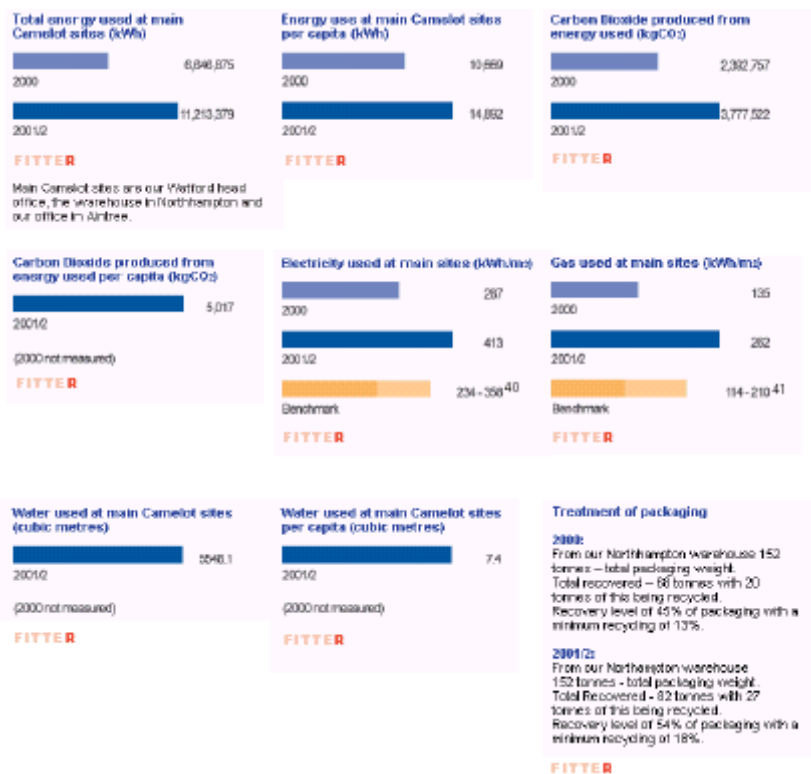 Total energy used at main
Camelot sites (kWh)
2000
11,213,379
2001/2
FITTER
Main Camelot sites are our Watford head
office, the warehouse in Northhampton and
our office in Aintree.
Energy use at main Camelot sites
per capita (kWh)
2000
14,892
2001/2
FITTER
Carbon Dioxide produced from
energy used (kgCO2)
2,392,757
2000
3,777,522
2001/2
FITTER
Carbon Dioxide produced from
energy used per capita (kgCO2)
5,017
2001/2
(2000 not measured)
FITTER
Electricity used at main sites (kWh/m2)
287
2000
413
2001/2
234 - 358 40
Benchmark
FITTER
Gas used at main sites (kWh/m2)
135
2000
262
2001/2
114 - 210 41
Benchmark
FITTER
Water used at main Camelot sites
(cubic metres)
2001/2
(2000 not measured)
FITTER
Water used at main Camelot sites
per capita (cubic metres)
7.4
2001/2
(2000 not measured)
FITTER
Treatment of packaging
2000:
From our Northhampton warehouse 152
tonnes – total packaging weight.
Total recovered – 68 tonnes with 20
tonnes of this being recycled.
Recovery level of 45% of packaging with a
minimum recycling of 13%.
2001/2:
From our Northampton warehouse
152 tonnes - total packaging weight.
Total Recovered - 82 tonnes with 27
tonnes of this being recycled.
Recovery level of 54% of packaging with a
minimum recycling of 18%.
FITTER